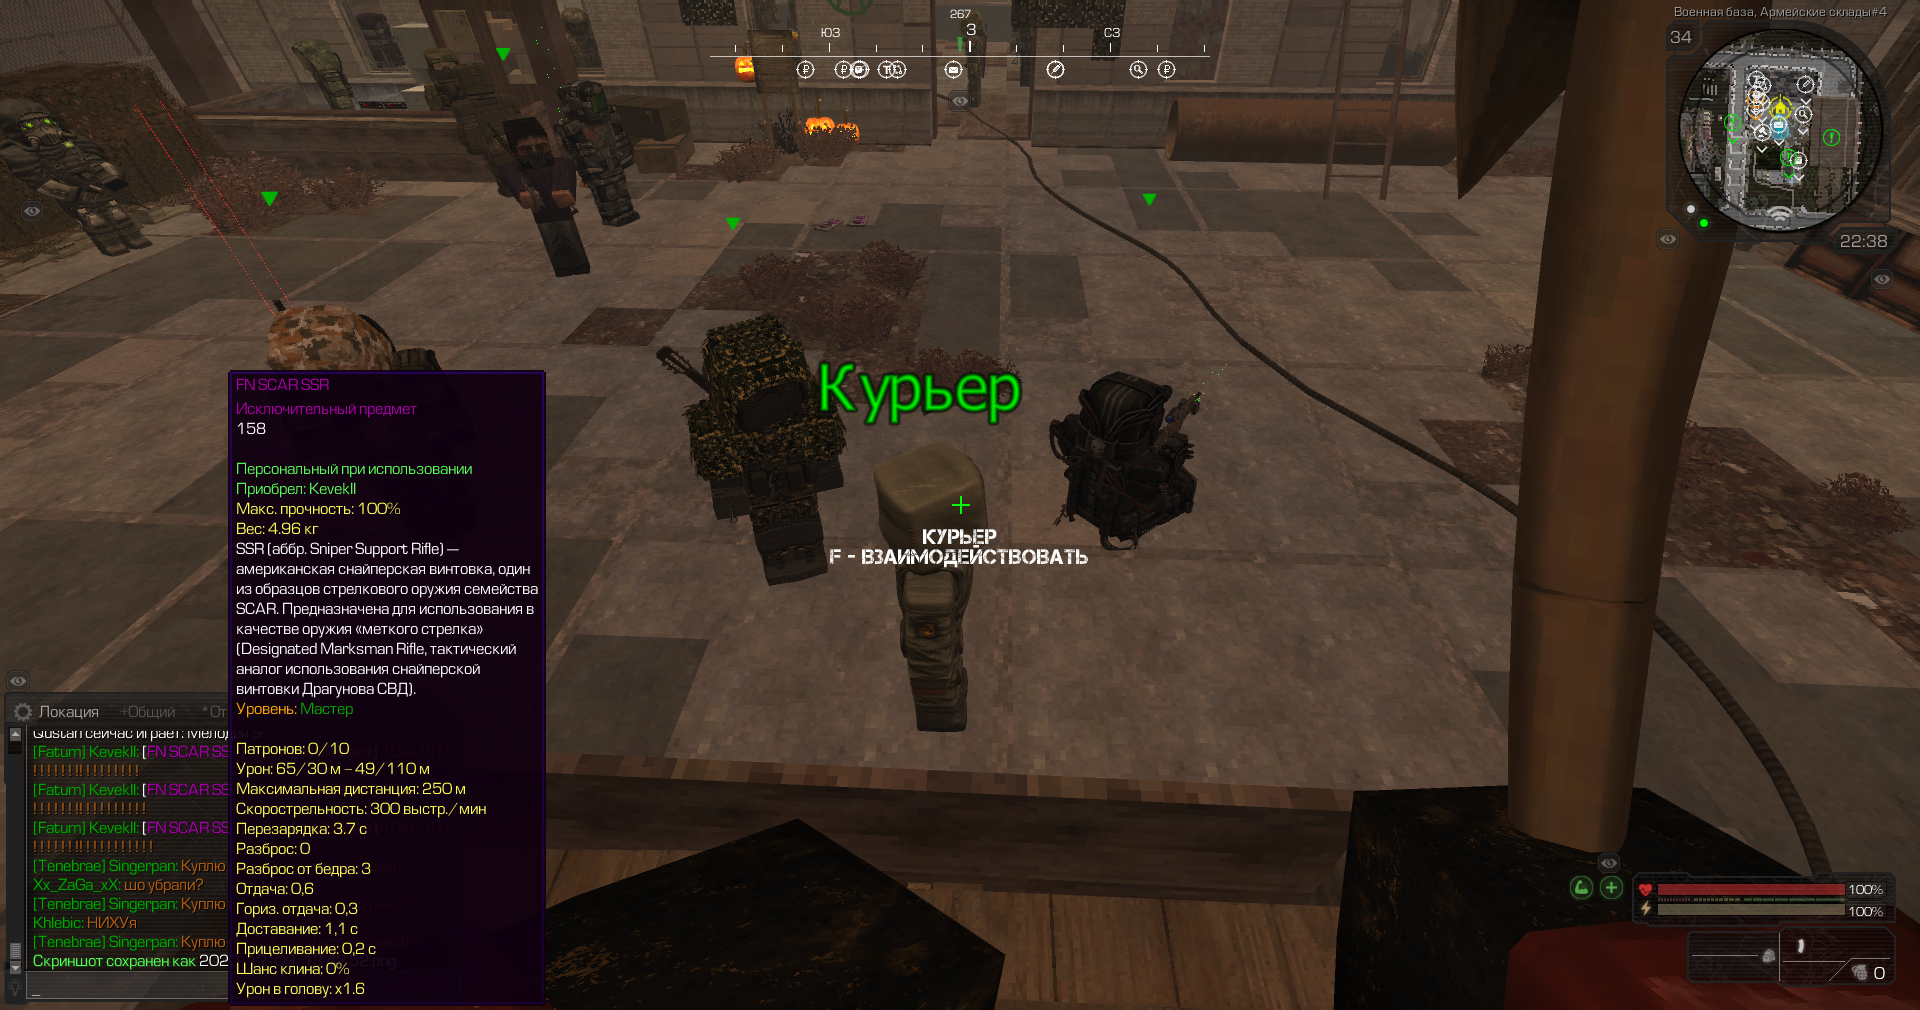 Военная база, Армейские склады#4
267
ЮЗ
3
СЗ
34
22:38
Курьер
КУРЬЕР
F - ВЗАИМОДЕЙСТВОВАТЬ
FN SCAR SSR
Исключительный предмет
158
Персональный при использовании
Приобрел: KevekII
Макс. прочность: 100%
Вес: 4.96 кг
SSR (аббр. Sniper Support Rifle) —
американская снайперская винтовка, один
из образцов стрелкового оружия семейства
SCAR. Предназначена для использования в
качестве оружия «меткого стрелка»
(Designated Marksman Rifle, тактический
аналог использования снайперской
винтовки Драгунова СВД).
Уровень: Мастер
Патронов: 0/10
Урон: 65/30 м – 49/110 м
Максимальная дистанция: 250 м
Скорострельность: 300 выстр./мин
Перезарядка: 3.7 с
Разброс: 0
Разброс от бедра: 3
Отдача: 0,6
Гориз. отдача: 0,3
Доставание: 1,1 с
Прицеливание: 0,2 с
Шанс клина: 0%
Урон в голову: x1.6
Локация +Общий *От
Gustan сейчас играет: Мелод
[Fatum] KevekII: [FN SCAR SS
!!!!!!!!!!!!!!!!
[Fatum] KevekII: [FN SCAR SS
!!!!!!!!!!!!!!!!!
[Fatum] KevekII: [FN SCAR SS
!!!!!!!!!!!!!!!!!!
[Tenebrae] Singerpan: Куплю
Xx_ZaGa_xX: шо убрали?
[Tenebrae] Singerpan: Куплю
Khlebic: НИХУя
[Tenebrae] Singerpan: Куплю
Скриншот сохранен как 202
_
100%
100%
0